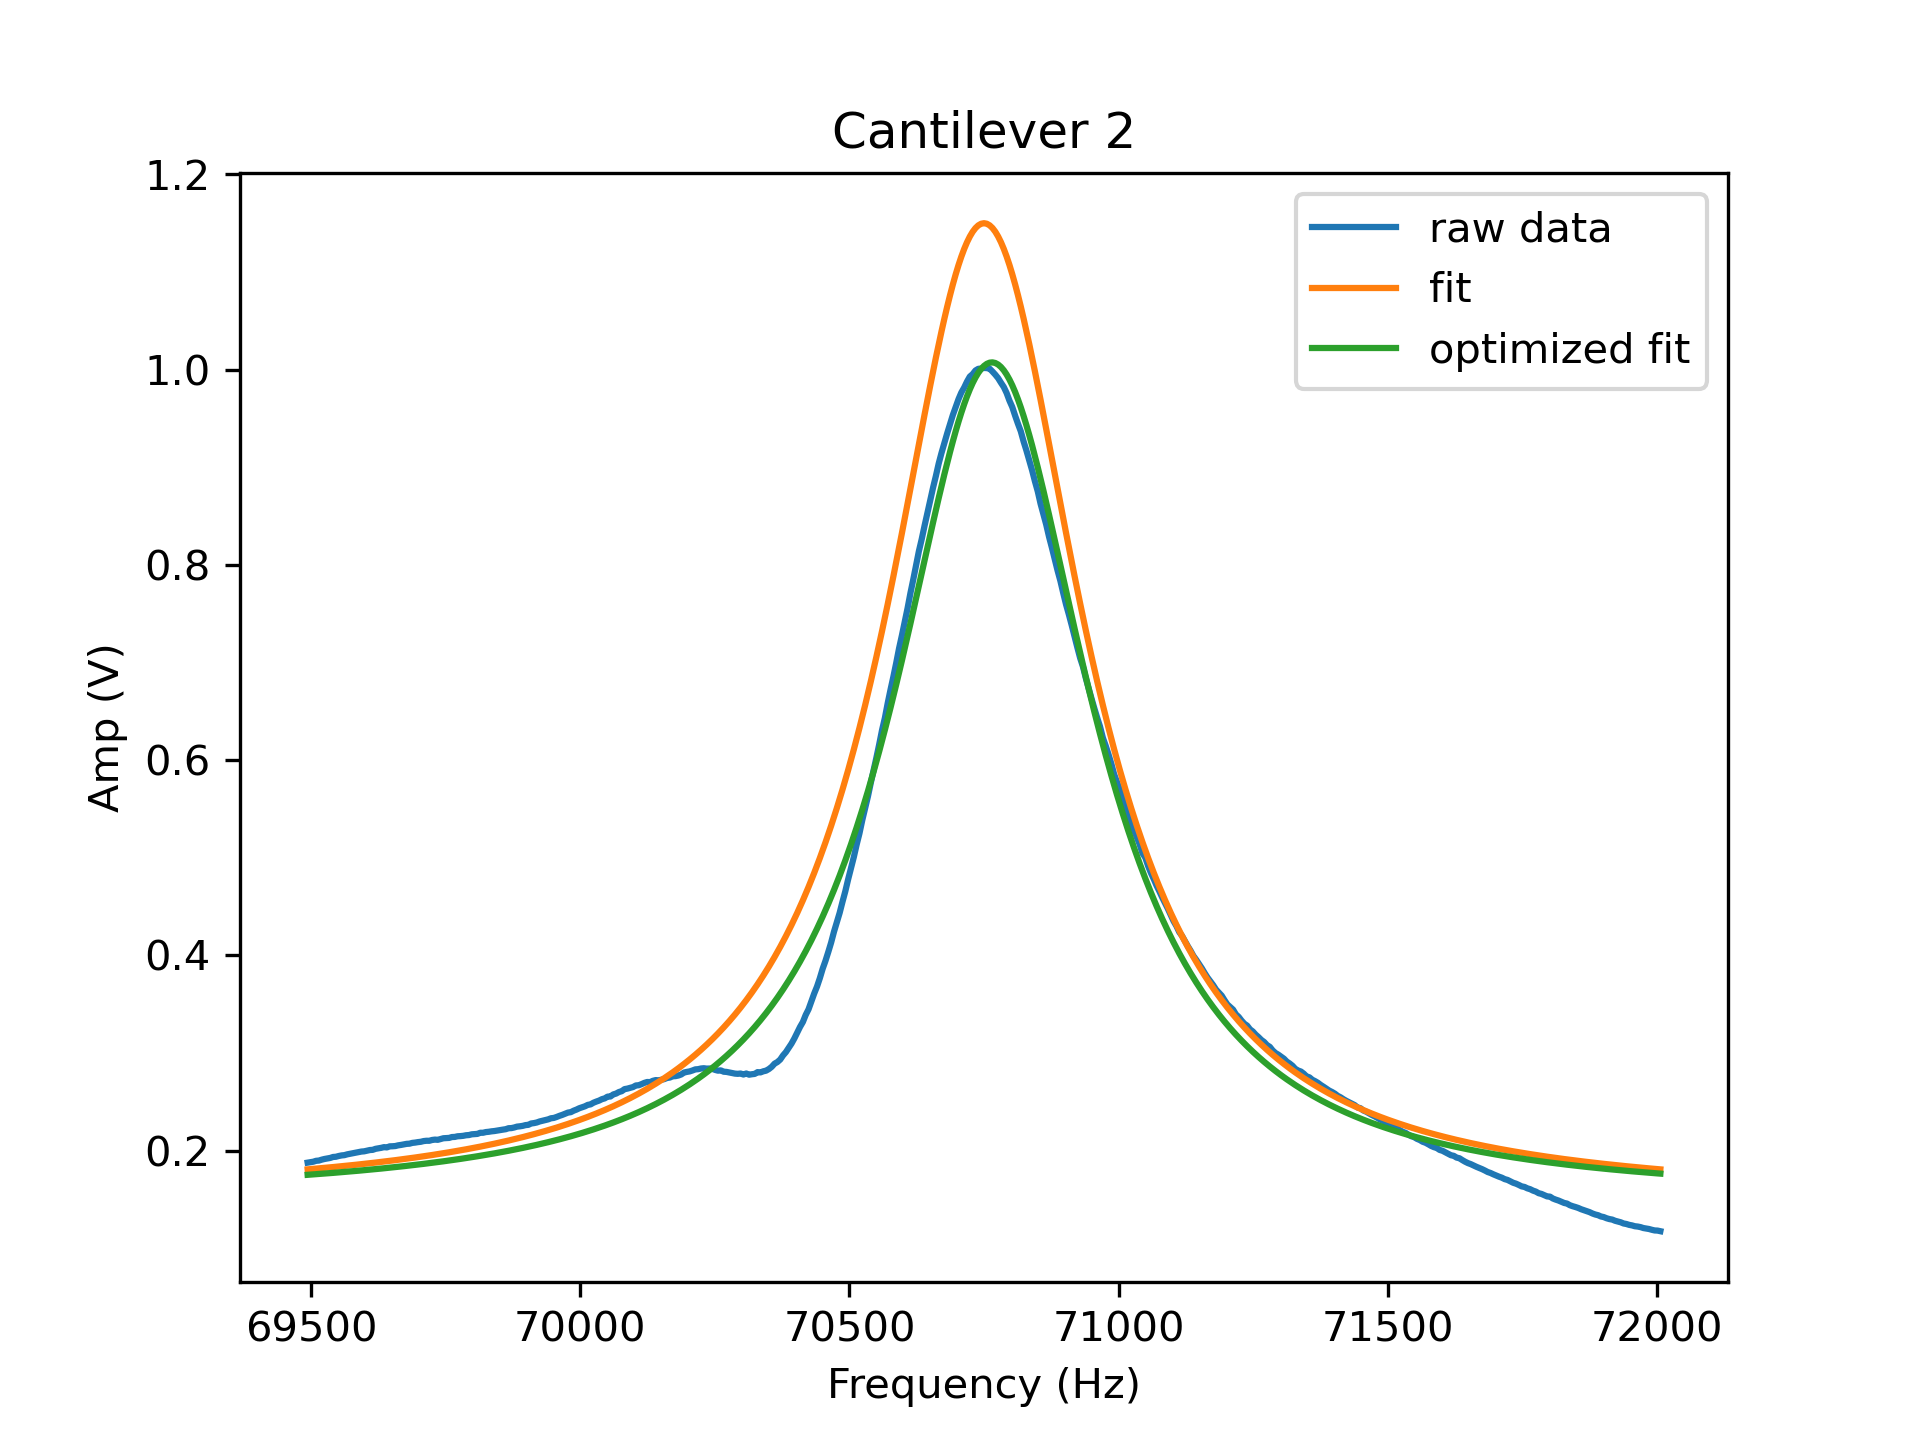 Cantilever 2
1.2
1.0
0.8
0.6
0.4
0.2
Amp (V)
raw data
fit
optimized fit
69500 70000 70500 71000 71500 72000
Frequency (Hz)